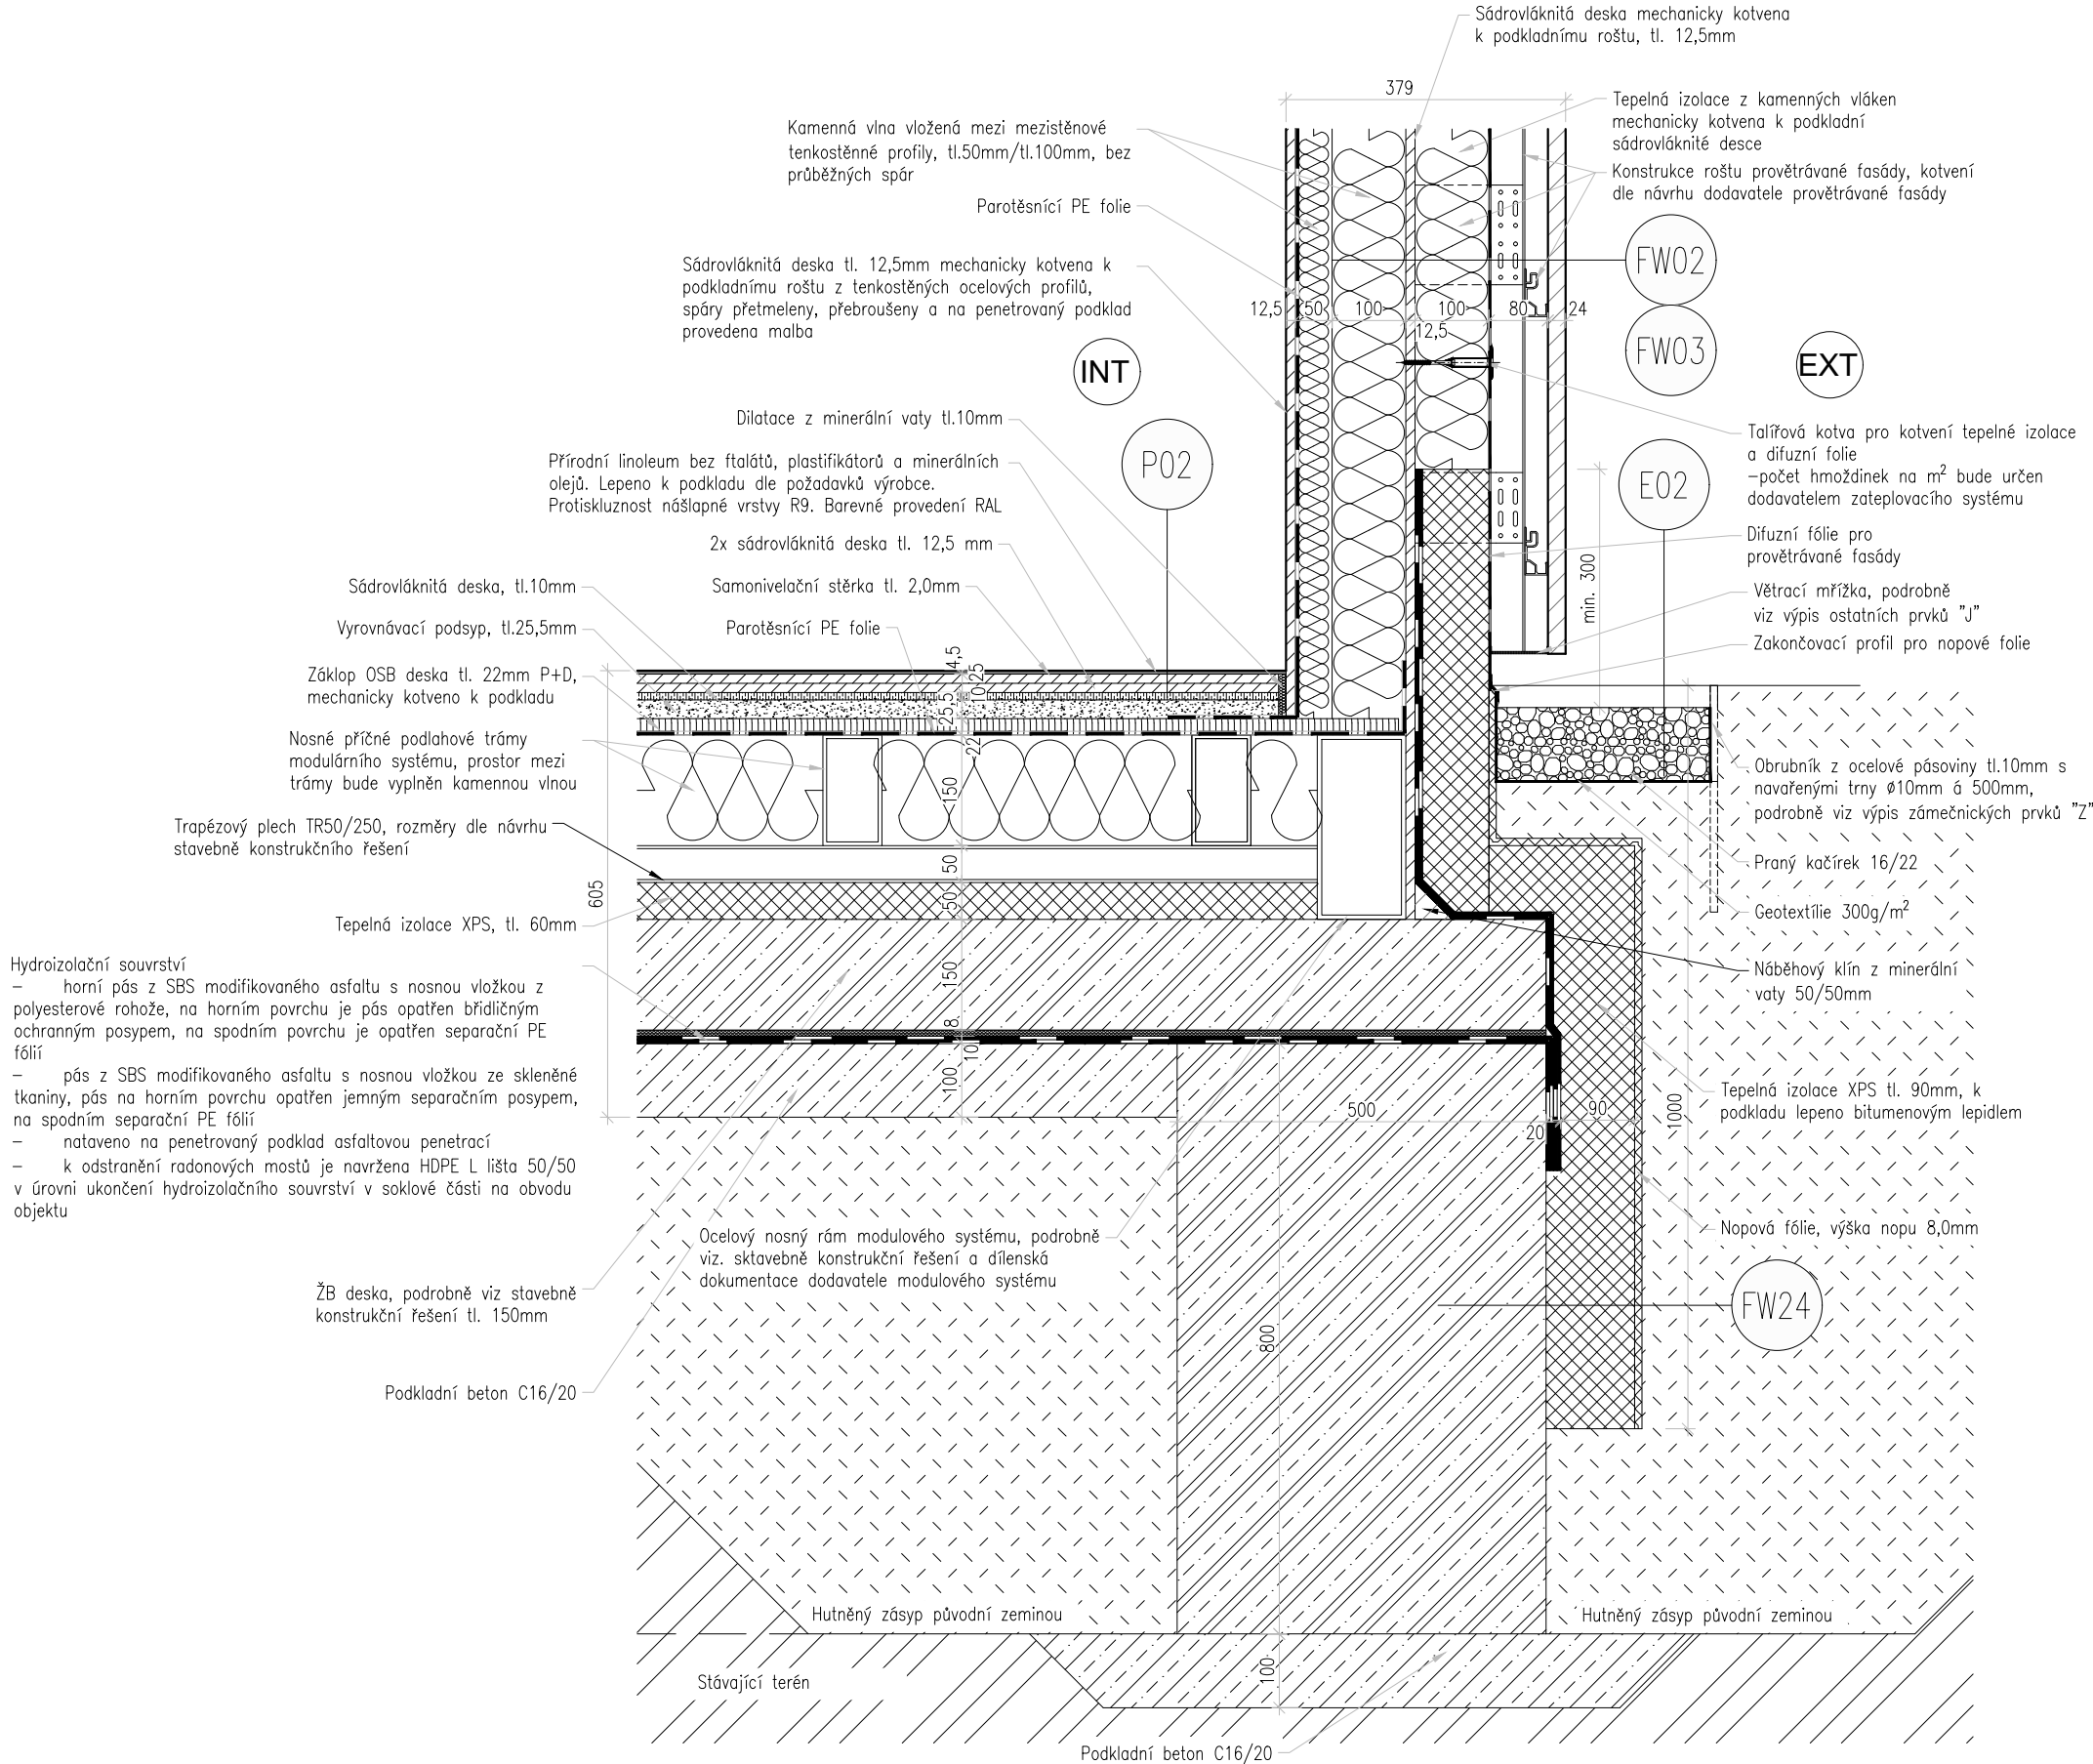 Sádrovláknitá deska mechanicky kotvena
k podkladnímu roštu, tl. 12,5mm
379
Kamenná vlna vložená mezi mezistěnové
tenkostěnné profily, tl.50mm/tl.100mm, bez
průběžných spár
Tepelná izolace z kamenných vláken
mechanicky kotvena k podkladní
sádrovláknité desce
Konstrukce roštu provětrávané fasády, kotvení
dle návrhu dodavatele provětrávané fasády
Parotěsnící PE folie
FW02
Sádrovláknitá deska tl. 12,5mm mechanicky kotvena k
podkladnímu roštu z tenkostěných ocelových profilů,
spáry přetmeleny, přebroušeny a na penetrovaný podklad
provedena malba
12,5
50
100
12,5
100
80
24
FW03
INT
EXT
Dilatace z minerální vaty tl.10mm
P02
Talířová kotva pro kotvení tepelné izolace
a difuzní folie
–počet hmoždinek na m² bude určen
dodavatelem zateplovacího systému
E02
Přírodní linoleum bez ftalátů, plastifikátorů a minerálních
olejů. Lepeno k podkladu dle požadavků výrobce.
Protiskluznost nášlapné vrstvy R9. Barevné provedení RAL
2x sádrovláknitá deska tl. 12,5 mm
Difuzní fólie pro
provětrávané fasády
min. 300
Sádrovláknitá deska, tl.10mm
Samonivelační stěrka tl. 2,0mm
Větrací mřížka, podrobně
viz výpis ostatních prvků "J"
Vyrovnávací podsyp, tl.25,5mm
Parotěsnící PE folie
Zakončovací profil pro nopové folie
Základ OSB deska tl. 22mm P+D,
mechanicky kotveno k podkladu
4,5
25
10
25,5
22
150
50
50
150
8
10
100
605
Nosné příčné podlahové trámy
modulárního systému, prostor mezi
trámy bude vyplněn kamennou vlnou
Obrubník z ocelové pásoviny tl.10mm s
navařenými trny ø10mm á 500mm,
podrobně viz výpis zámečnických prvků "Z"
Trapézový plech TR50/250, rozměry dle návrhu
stavebně konstrukčního řešení
Praný kačírek 16/22
Geotextílie 300g/m²
Tepelná izolace XPS, tl. 60mm
Hydroizolační souvrství
– horní pás z SBS modifikovaného asfaltu s nosnou vložkou z
polyesterové rohože, na horním povrchu je pás opatřen břidličným
ochranným posypem, na spodním povrchu je opatřen separační PE
fólií
– pás z SBS modifikovaného asfaltu s nosnou vložkou ze skleněné
tkaniny, pás na horním povrchu opatřen jemným separačním posypem,
na spodním separační PE fólií
– nataveno na penetrovaný podklad asfaltovou penetrací
– k odstranění radonových mostů je navržena HDPE L lišta 50/50
v úrovni ukončení hydroizolačního souvrství v soklové části na obvodu
objektu
Náběhový klín z minerální
vaty 50/50mm
Tepelná izolace XPS tl. 90mm, k
podkladu lepeno bitumenovým lepidlem
500
20
90
1000
Nopová fólie, výška nopu 8,0mm
Ocelový nosný rám modulového systému, podrobně
viz. sktavebně konstrukční řešení a dílenská
dokumentace dodavatele modulového systému
ŽB deska, podrobně viz stavebně
konstrukční řešení tl. 150mm
FW24
800
Podkladní beton C16/20
Hutněný zásyp původní zeminou
Hutněný zásyp původní zeminou
Stávající terén
100
Podkladní beton C16/20